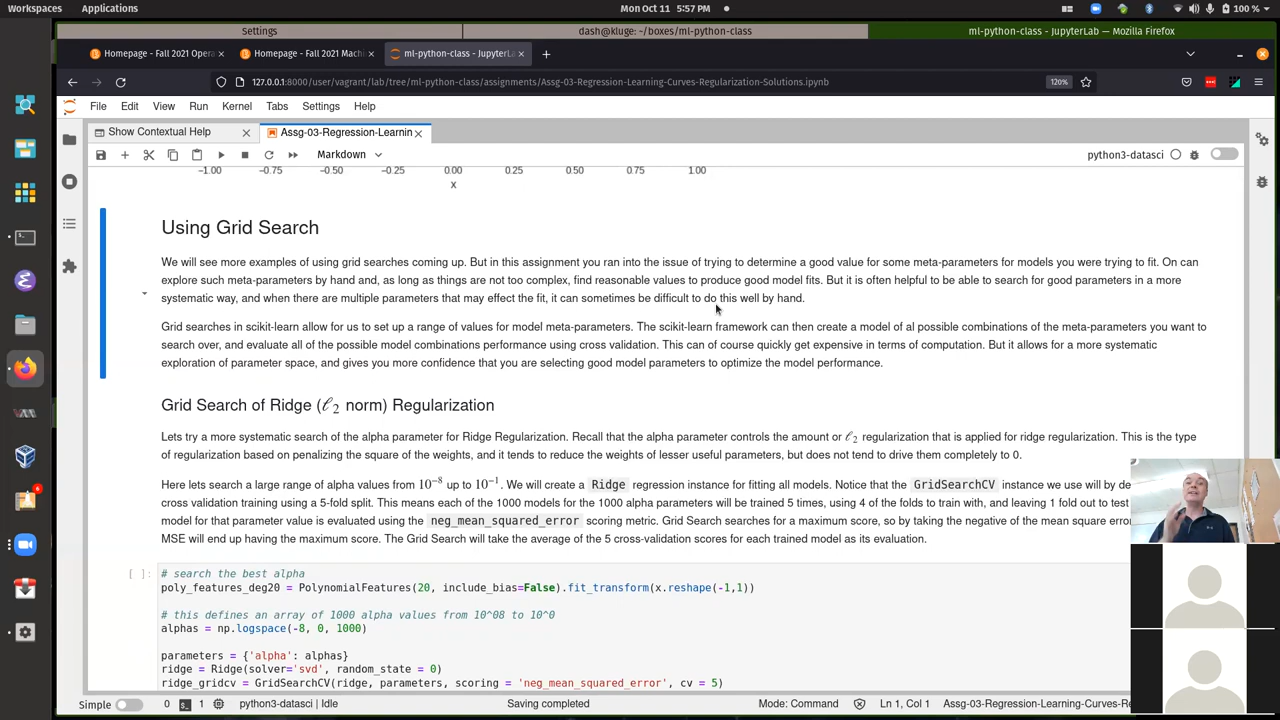 Workspaces Applications Mon Oct 11 5:57 PM 100 %
Settings dash@kluge: ~/boxes/ml-python-class ml-python-class - JupyterLab — Mozilla Firefox
Homepage - Fall 2021 Opera Homepage - Fall 2021 Machi ml-python-class - JupyterLa
127.0.0.1:8000/user/vagrant/lab/tree/ml-python-class/assignments/Assg-03-Regression-Learning-Curves-Regularization-Solutions.ipynb 120%
File Edit View Run Kernel Tabs Settings Help
Show Contextual Help Assg-03-Regression-Learnin
Markdown python3-datasci
−1.00 −0.75 −0.50 −0.25 0.00 0.25 0.50 0.75 1.00
x
Using Grid Search
We will see more examples of using grid searches coming up. But in this assignment you ran into the issue of trying to determine a good value for some meta-parameters for models you were trying to fit. On can
explore such meta-parameters by hand and, as long as things are not too complex, find reasonable values to produce good model fits. But it is often helpful to be able to search for good parameters in a more
systematic way, and when there are multiple parameters that may effect the fit, it can sometimes be difficult to do this well by hand.
Grid searches in scikit-learn allow for us to set up a range of values for model meta-parameters. The scikit-learn framework can then create a model of al possible combinations of the meta-parameters you want to
search over, and evaluate all of the possible model combinations performance using cross validation. This can of course quickly get expensive in terms of computation. But it allows for a more systematic
exploration of parameter space, and gives you more confidence that you are selecting good model parameters to optimize the model performance.
Grid Search of Ridge (ℓ2 norm) Regularization
Lets try a more systematic search of the alpha parameter for Ridge Regularization. Recall that the alpha parameter controls the amount or ℓ2 regularization that is applied for ridge regularization. This is the type
of regularization based on penalizing the square of the weights, and it tends to reduce the weights of lesser useful parameters, but does not tend to drive them completely to 0.
Here lets search a large range of alpha values from 10^−8 up to 10^−1. We will create a Ridge regression instance for fitting all models. Notice that the GridSearchCV instance we use will by de
cross validation training using a 5-fold split. This means each of the 1000 models for the 1000 alpha parameters will be trained 5 times, using 4 of the folds to train with, and leaving 1 fold out to test
model for that parameter value is evaluated using the neg_mean_squared_error scoring metric. Grid Search searches for a maximum score, so by taking the negative of the mean square erro
MSE will end up having the maximum score. The Grid Search will take the average of the 5 cross-validation scores for each trained model as its evaluation.
[ ]: # search the best alpha
poly_features_deg20 = PolynomialFeatures(20, include_bias=False).fit_transform(x.reshape(-1,1))
# this defines an array of 1000 alpha values from 10^08 to 10^0
alphas = np.logspace(-8, 0, 1000)
parameters = {'alpha': alphas}
ridge = Ridge(solver='svd', random_state = 0)
ridge_gridcv = GridSearchCV(ridge, parameters, scoring = 'neg_mean_squared_error', cv = 5)
Simple 0 1 python3-datasci | Idle Saving completed Mode: Command Ln 1, Col 1 Assg-03-Regression-Learning-Curves-Re